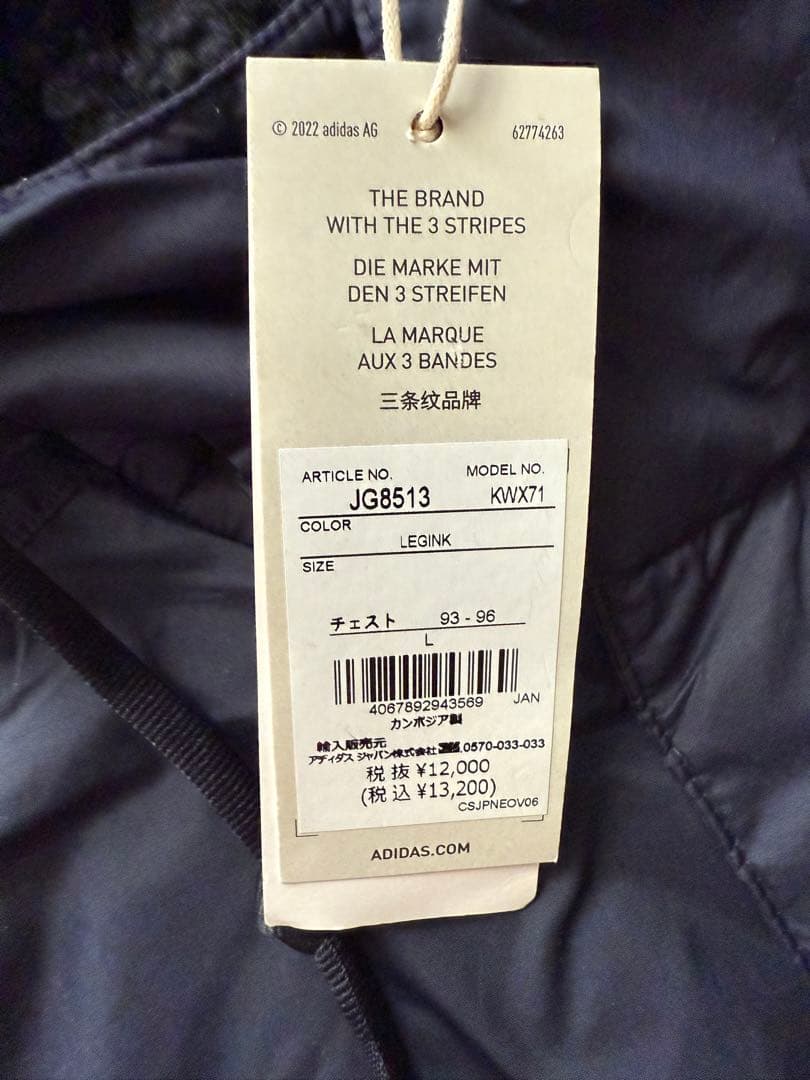 © 2022 adidas AG 62774263
THE BRAND
WITH THE 3 STRIPES
DIE MARKE MIT
DEN 3 STREIFEN
LA MARQUE
AUX 3 BANDES
三条纹品牌
ARTICLE NO. MODEL NO.
JG8513 KWX71
COLOR
LEGINK
SIZE
チェスト 93 - 96
L
4067892943569 JAN
カンボジア製
輸入販売元
アディダス ジャパン株式会社 0570-033-033
税 抜 ¥12,000
(税 込 ¥13,200)
CSJPNEOV06
ADIDAS.COM